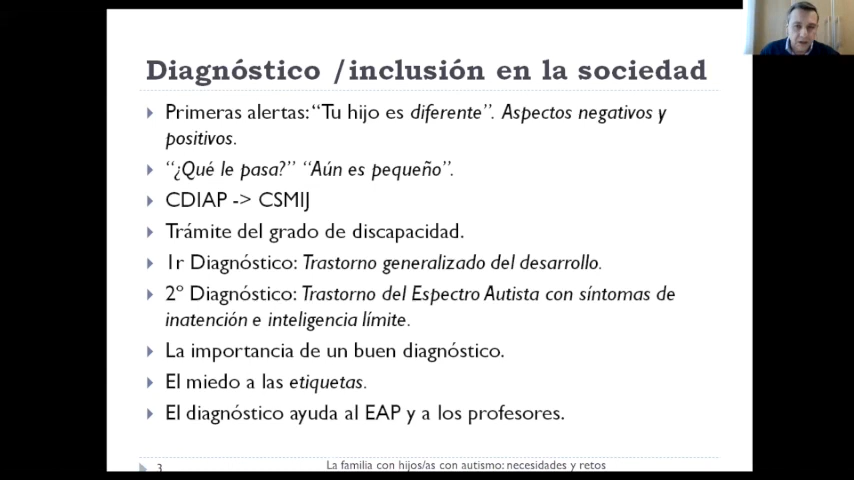 Diagnóstico /inclusión en la sociedad
Primeras alertas: “Tu hijo es diferente”. Aspectos negativos y
positivos.
“¿Qué le pasa?” “Aún es pequeño”.
CDIAP -> CSMIJ
Trámite del grado de discapacidad.
1r Diagnóstico: Trastorno generalizado del desarrollo.
2º Diagnóstico: Trastorno del Espectro Autista con síntomas de
inatención e inteligencia límite.
La importancia de un buen diagnóstico.
El miedo a las etiquetas.
El diagnóstico ayuda al EAP y a los profesores.
3
La familia con hijos/as con autismo: necesidades y retos